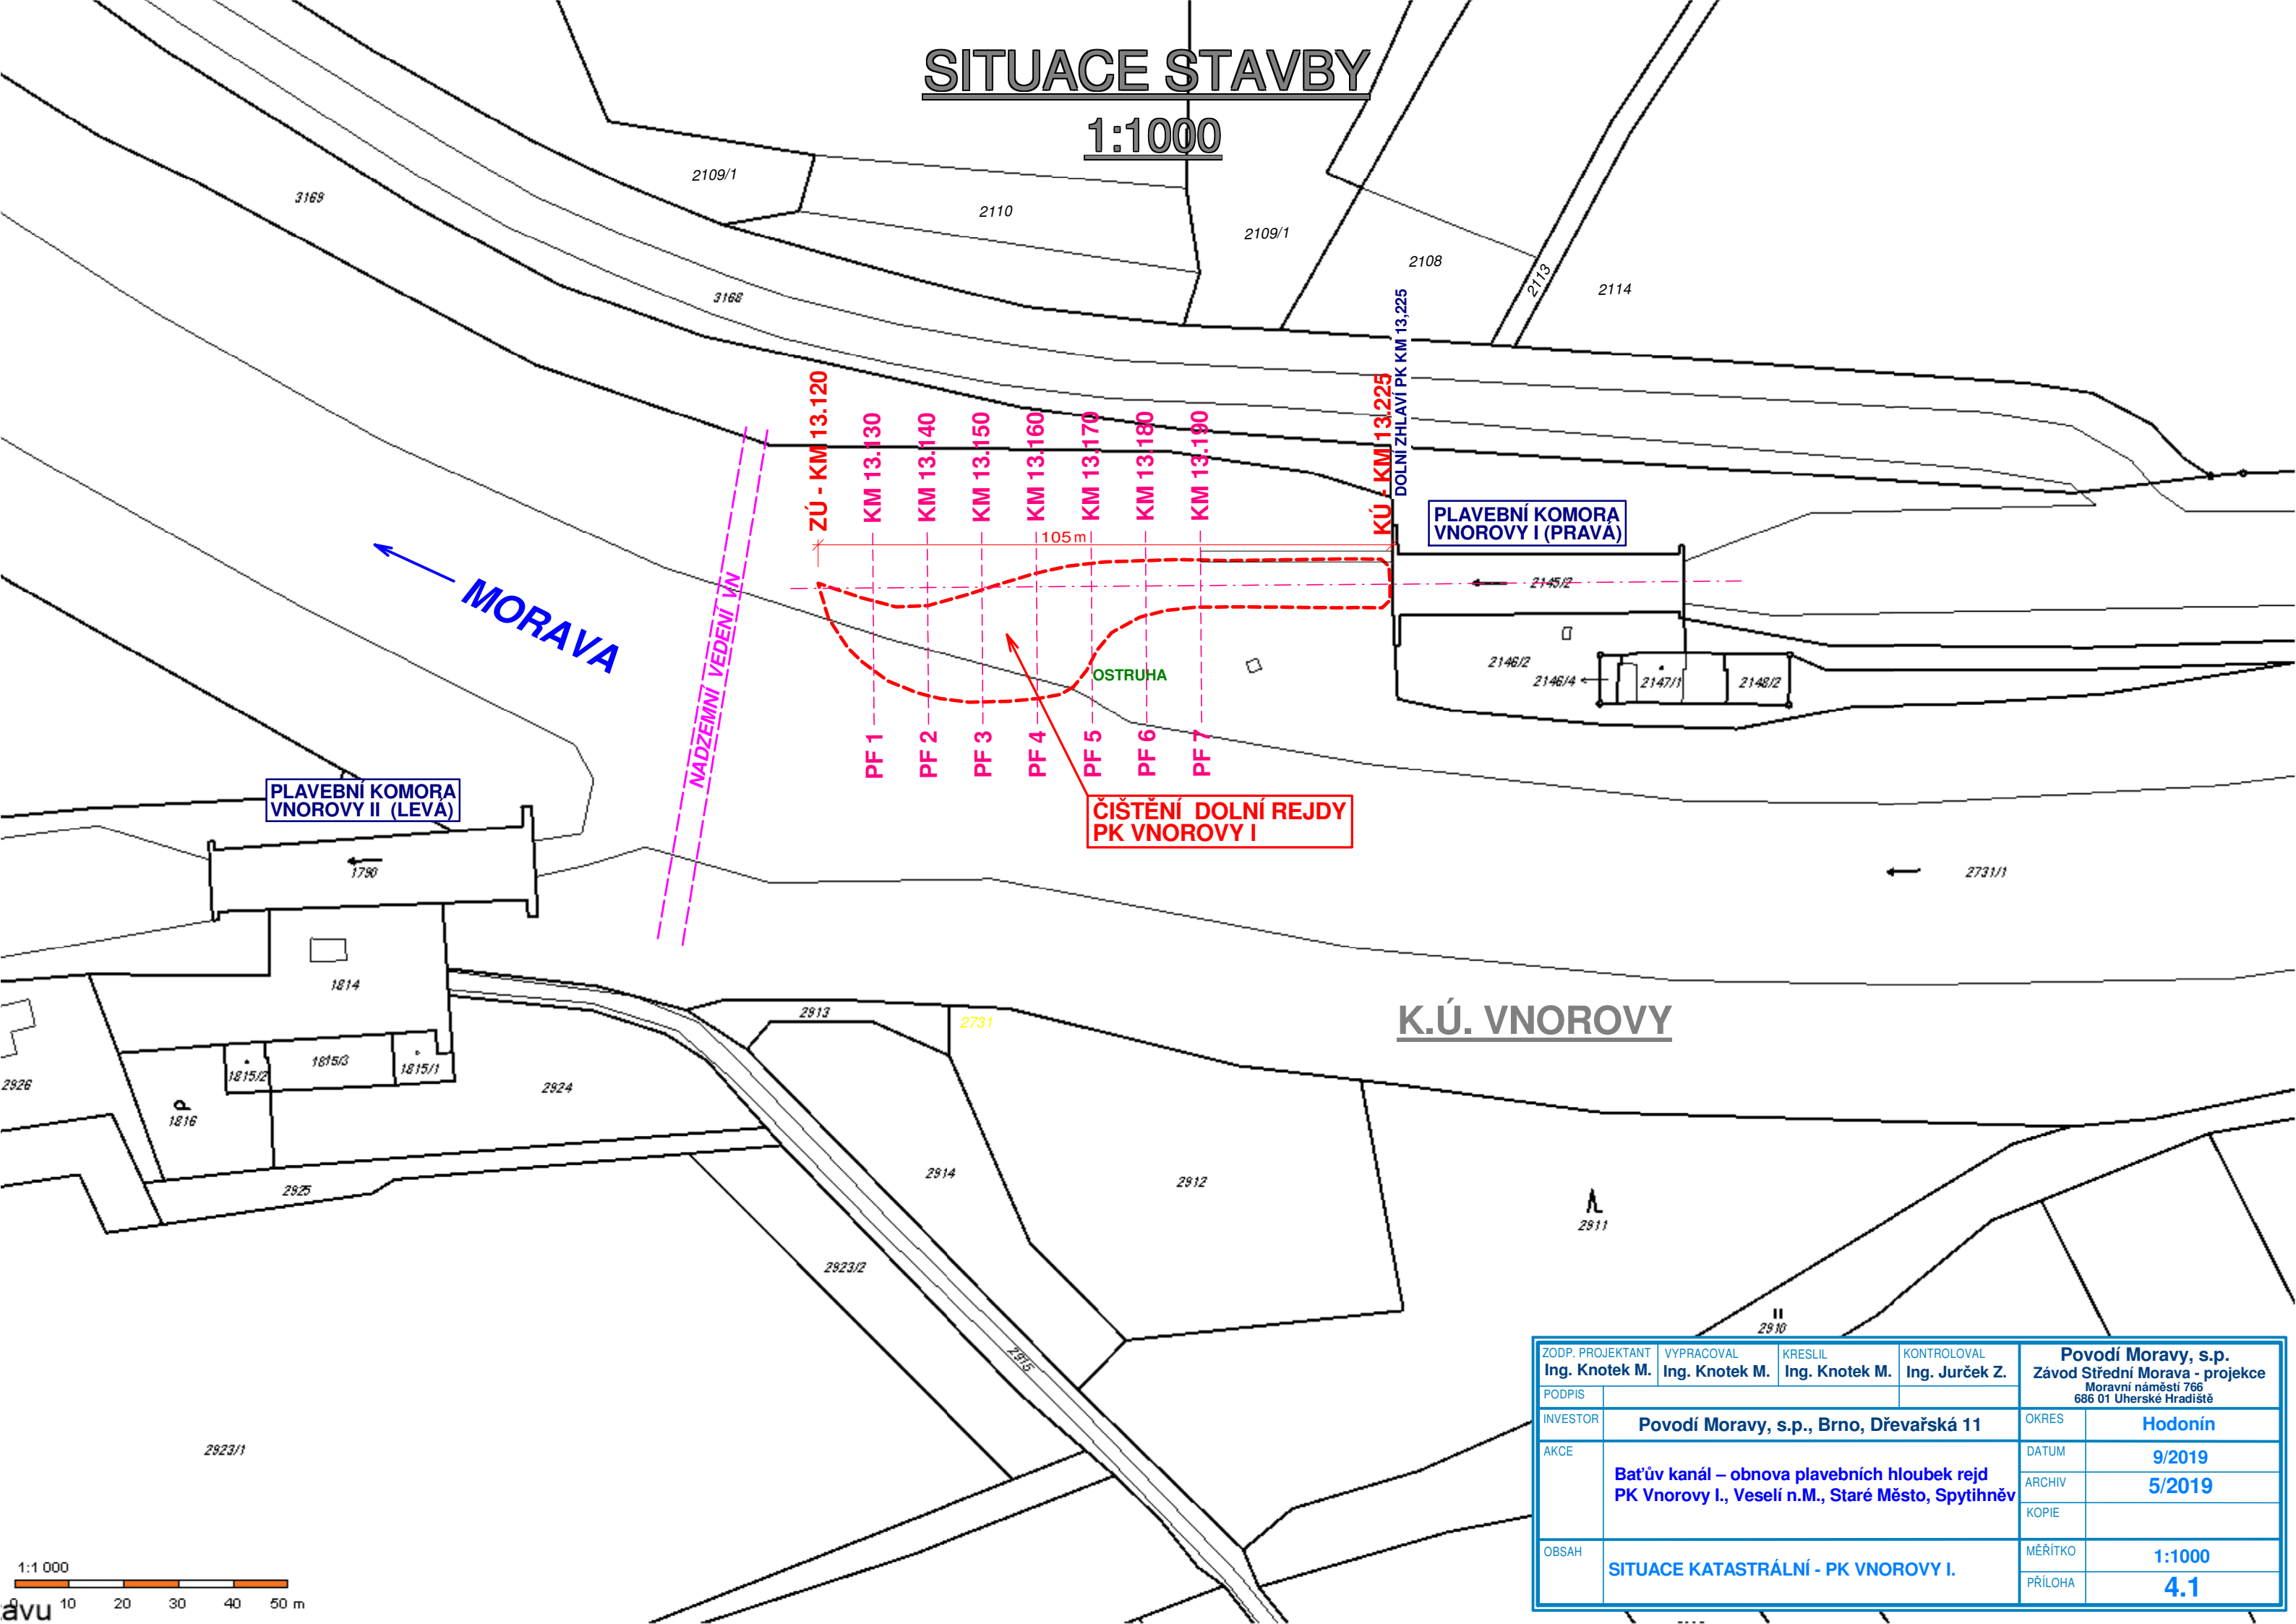 SITUACE STAVBY
1:1000
2109/1
2110
2109/1
2108
2113
2114
3169
3168
ZÚ - KM 13.120
KM 13.130
KM 13.140
KM 13.150
KM 13.160
KM 13.170
KM 13.180
KM 13.190
KÚ - KM 13.225
DOLNÍ ZHLAVÍ PK KM 13,225
105 m
PLAVEBNÍ KOMORA
VNOROVY I (PRAVÁ)
2145/2
MORAVA
NADZEMNÍ VEDENÍ VN
OSTRUHA
2146/2
2146/4
2147/1
2148/2
PF 1
PF 2
PF 3
PF 4
PF 5
PF 6
PF 7
ČIŠTĚNÍ DOLNÍ REJDY
PK VNOROVY I
PLAVEBNÍ KOMORA
VNOROVY II (LEVÁ)
1790
2731/1
1814
2913
2731
K.Ú. VNOROVY
1815/2
1815/3
1815/1
2926
1816
2924
2925
2914
2912
2911
2923/2
2910
2915
2923/1
ZODP. PROJEKTANT
Ing. Knotek M.
VYPRACOVAL
Ing. Knotek M.
KRESLIL
Ing. Knotek M.
KONTROLOVAL
Ing. Jurček Z.
Povodí Moravy, s.p.
Závod Střední Morava - projekce
Moravní náměstí 766
686 01 Uherské Hradiště
PODPIS
INVESTOR
Povodí Moravy, s.p., Brno, Dřevařská 11
OKRES
Hodonín
AKCE
Baťův kanál – obnova plavebních hloubek rejd
PK Vnorovy I., Veselí n.M., Staré Město, Spytihněv
DATUM
9/2019
ARCHIV
5/2019
KOPIE
OBSAH
SITUACE KATASTRÁLNÍ - PK VNOROVY I.
MĚŘÍTKO
1:1000
PŘÍLOHA
4.1
1:1 000
10 20 30 40 50 m
avu